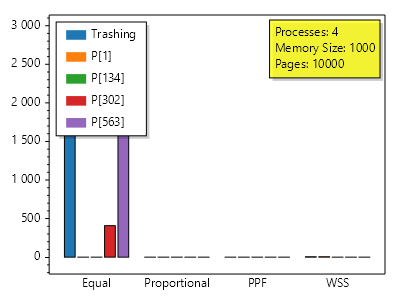 3 000
2 500
2 000
1 500
1 000
500
0
Trashing
P[1]
P[134]
P[302]
P[563]
Processes: 4
Memory Size: 1000
Pages: 10000
Equal
Proportional
PPF
WSS